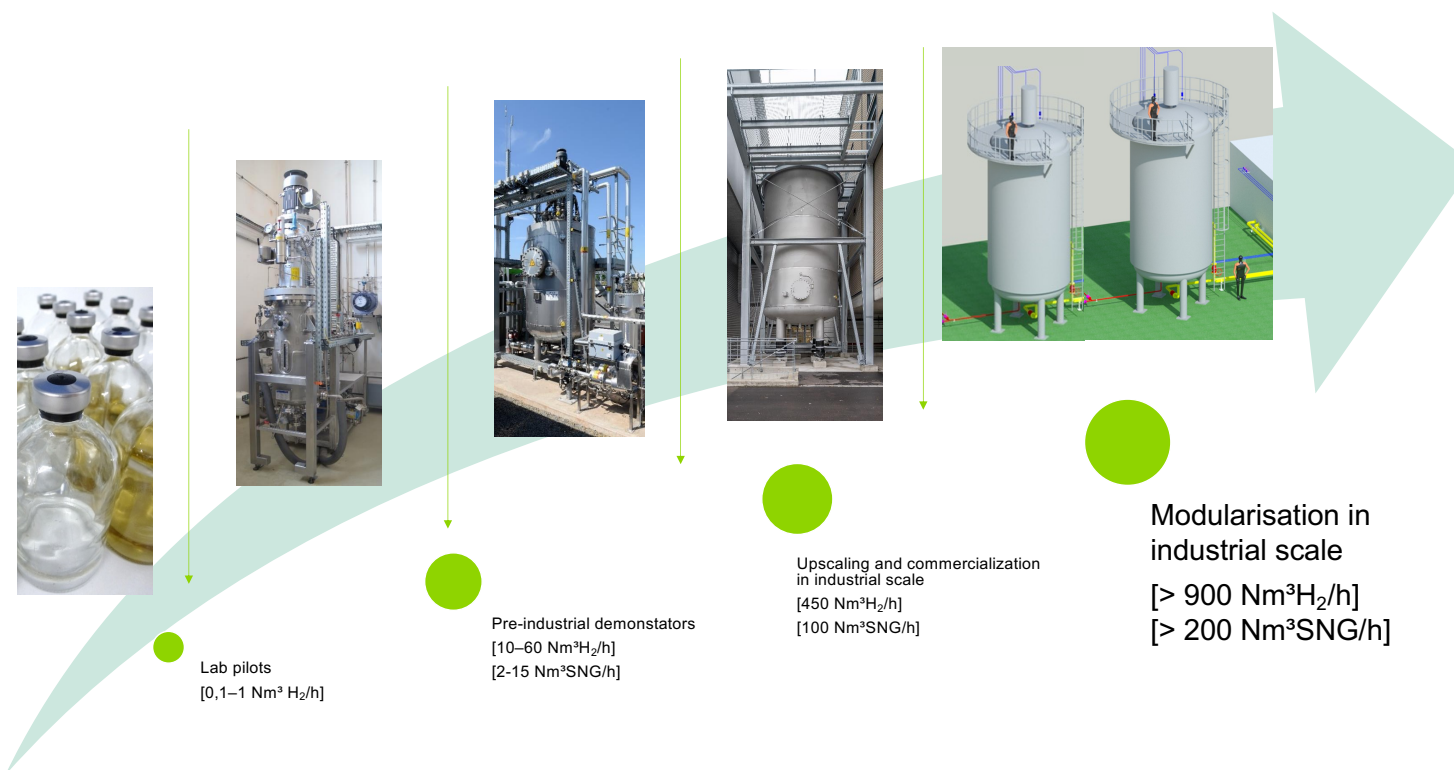 Lab pilots
[0,1–1 Nm³ H₂/h]
Pre-industrial demonstators
[10–60 Nm³H₂/h]
[2-15 Nm³SNG/h]
Upscaling and commercialization
in industrial scale
[450 Nm³H₂/h]
[100 Nm³SNG/h]
Modularisation in
industrial scale
[> 900 Nm³H₂/h]
[> 200 Nm³SNG/h]